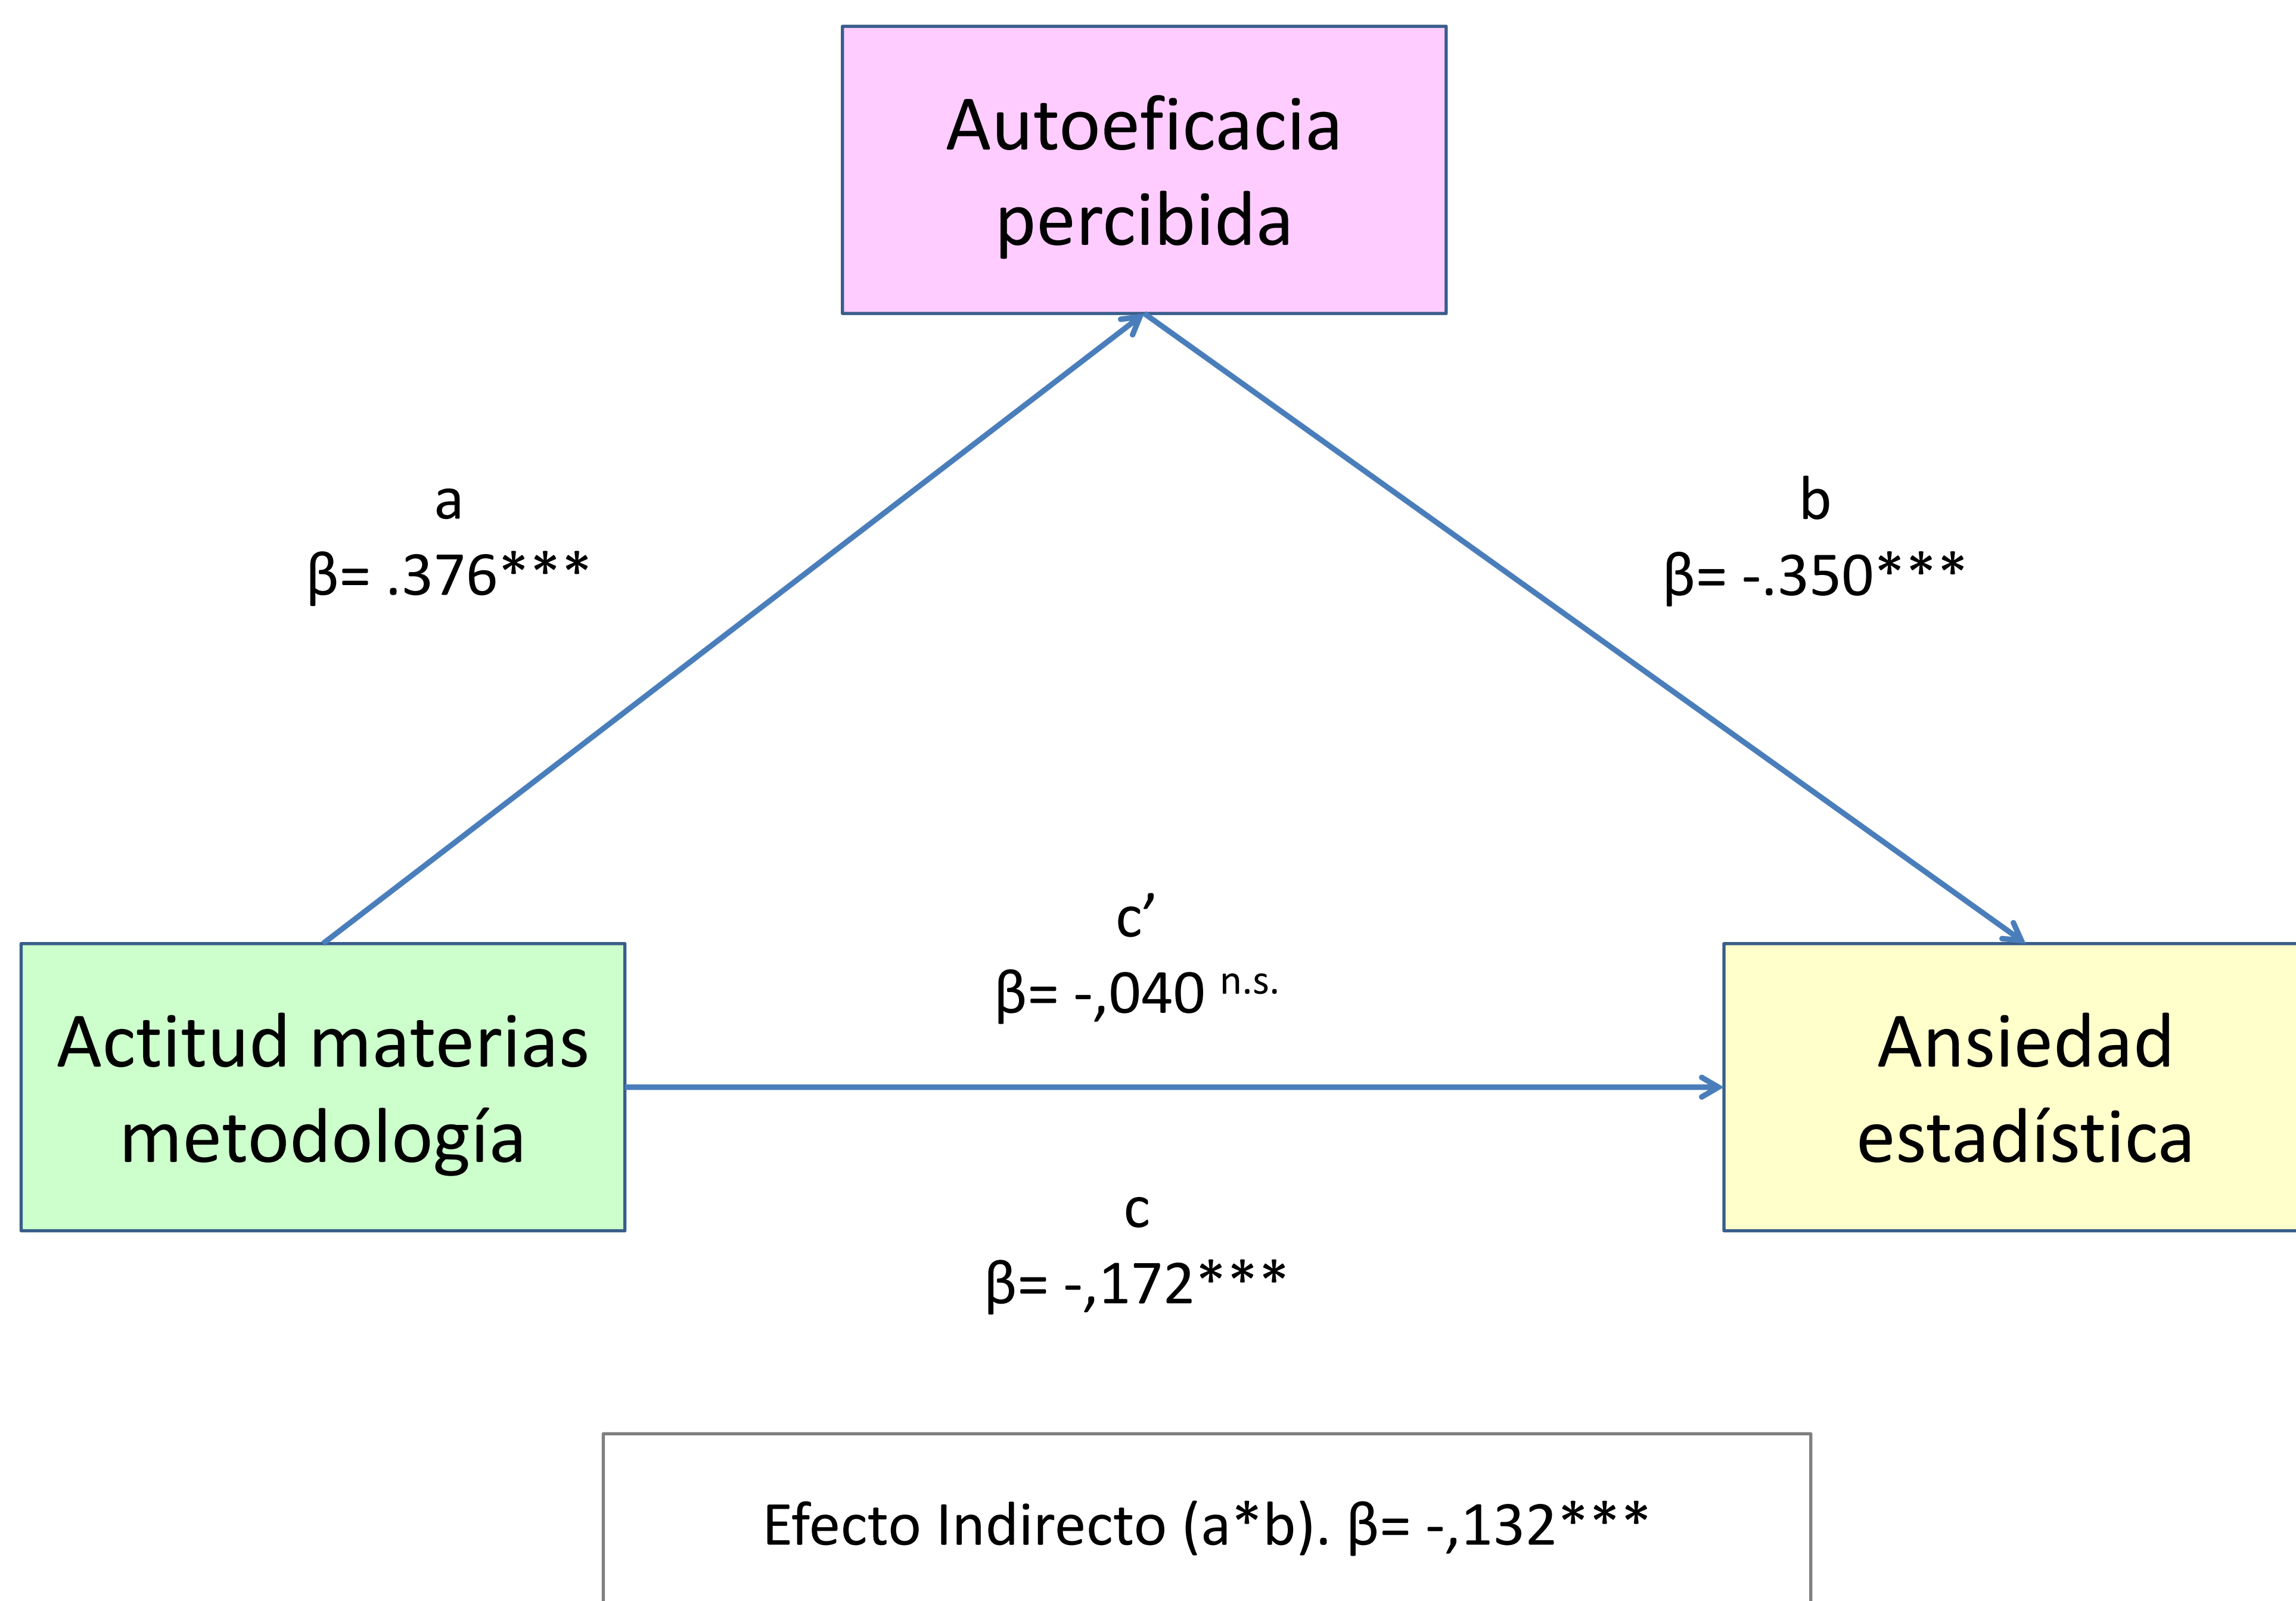 Autoeficacia
percibida
a
β= .376***
b
β= -.350***
c’
β= -,040 n.s.
Actitud materias
metodología
Ansiedad
estadística
c
β= -,172***
Efecto Indirecto (a*b). β= -,132***